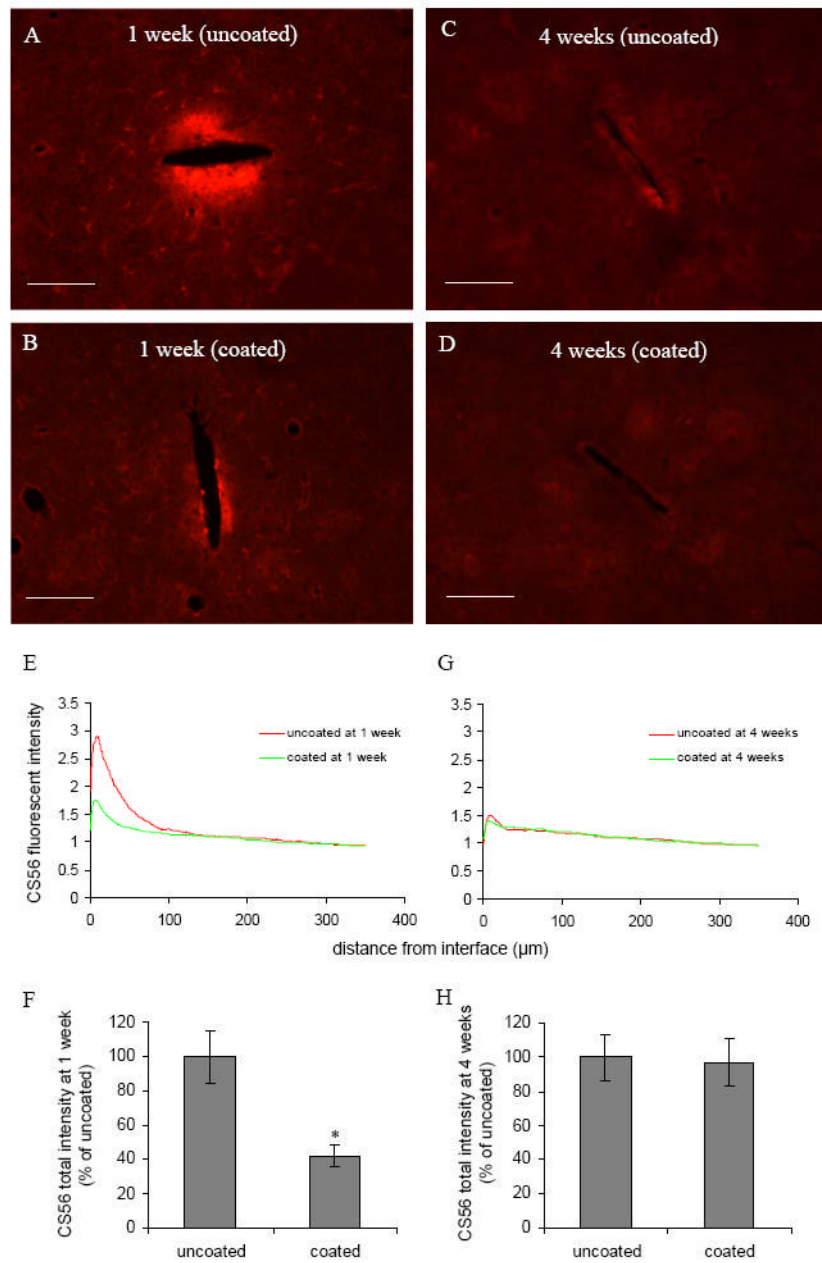 A
1 week (uncoated)
C
4 weeks (uncoated)
B
1 week (coated)
D
4 weeks (coated)
E
CS56 fluorescent intensity
3.5
3
2.5
2
1.5
1
0.5
0
0
100
200
300
400
uncoated at 1 week
coated at 1 week
G
3.5
3
2.5
2
1.5
1
0.5
0
0
100
200
300
400
uncoated at 4 weeks
coated at 4 weeks
distance from interface (µm)
F
CS56 total intensity at 1 week
(% of uncoated)
120
100
80
60
40
20
0
*
uncoated
coated
H
CS56 total intensity at 4 weeks
(% of uncoated)
120
100
80
60
40
20
0
uncoated
coated